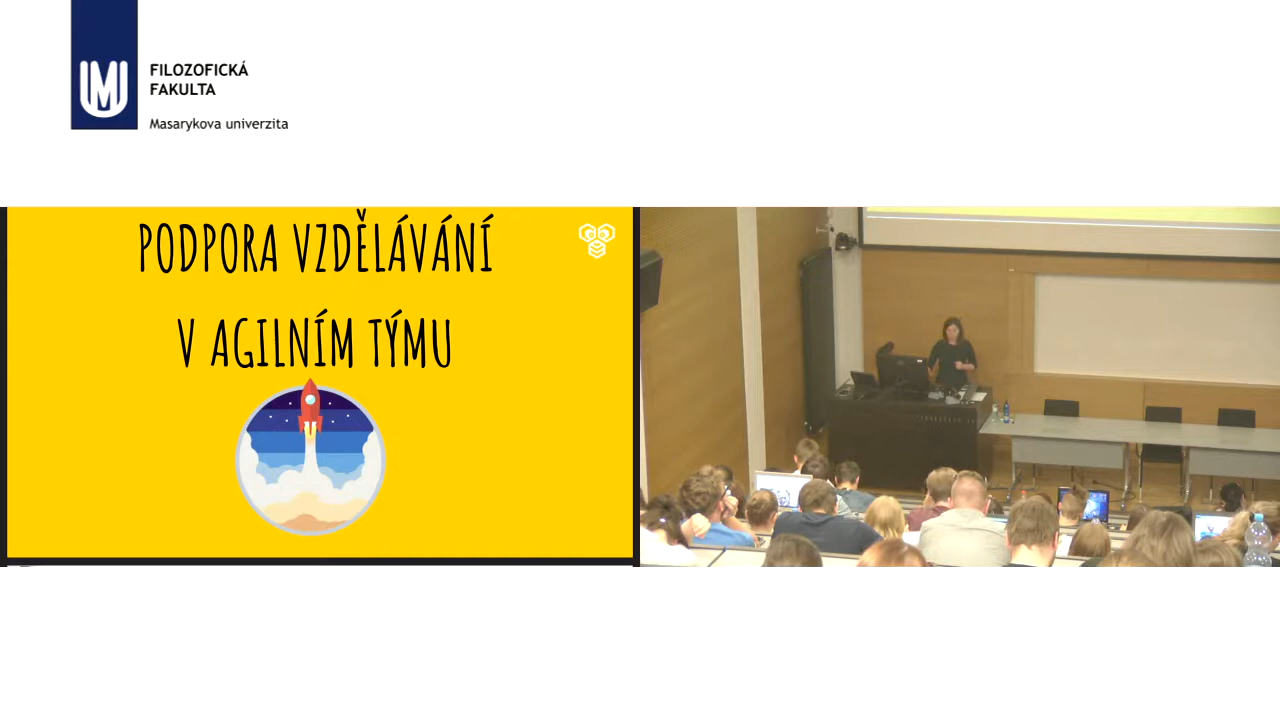 FILOZOFICKÁ
FAKULTA
Masarykova univerzita
PODPORA VZDĚLÁVÁNÍ
V AGILNÍM TÝMU